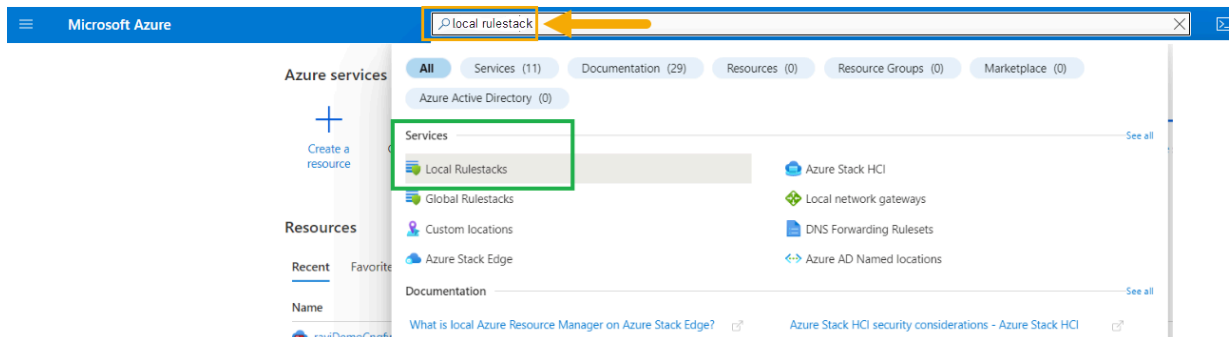 Microsoft Azure
local rulestack
Azure services
All Services (11) Documentation (29) Resources (0) Resource Groups (0) Marketplace (0)
Azure Active Directory (0)
Services See all
Create a
resource
Local Rulestacks Azure Stack HCI
Global Rulestacks Local network gateways
Resources
Custom locations DNS Forwarding Rulesets
Azure Stack Edge Azure AD Named locations
Recent Favorite
Documentation See all
Name
What is local Azure Resource Manager on Azure Stack Edge? Azure Stack HCI security considerations - Azure Stack HCI